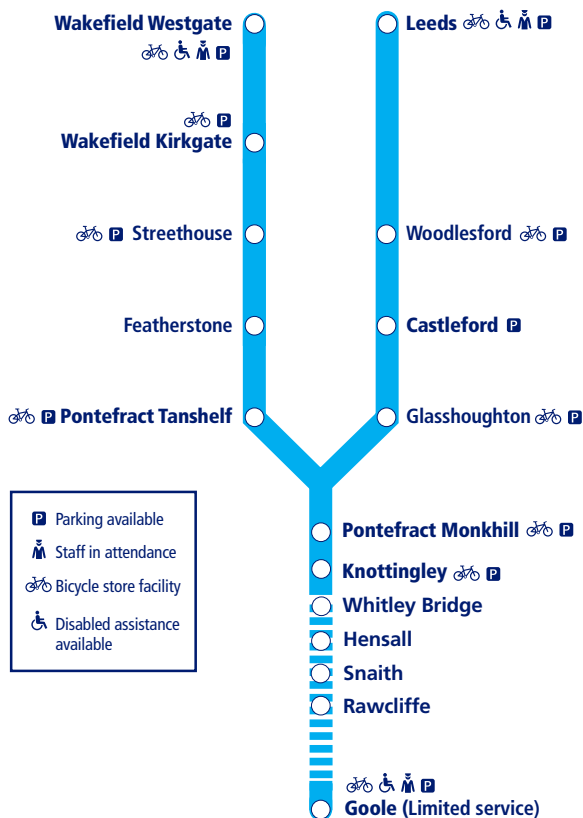 Wakefield Westgate
P
P
Wakefield Kirkgate
P Streethouse
Featherstone
P Pontefract Tanshelf
Leeds P
Woodlesford P
Castleford P
Glasshoughton P
Pontefract Monkhill P
Knottingley P
Whitley Bridge
Hensall
Snaith
Rawcliffe
P
Goole (Limited service)
P Parking available
Staff in attendance
Bicycle store facility
Disabled assistance
available